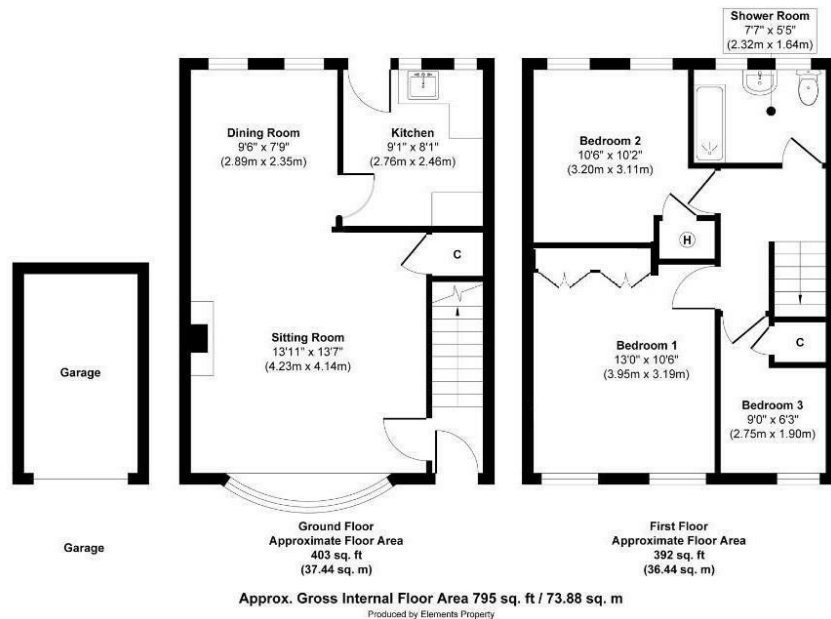 Shower Room
7'7" x 5'5"
(2.32m x 1.64m)
Dining Room
9'6" x 7'9"
(2.89m x 2.35m)
Kitchen
9'1" x 8'1"
(2.76m x 2.46m)
Bedroom 2
10'6" x 10'2"
(3.20m x 3.11m)
H
C
Garage
Sitting Room
13'11" x 13'7"
(4.23m x 4.14m)
Bedroom 1
13'0" x 10'6"
(3.95m x 3.19m)
C
Bedroom 3
9'0" x 6'3"
(2.75m x 1.90m)
Garage
Ground Floor
Approximate Floor Area
403 sq. ft
(37.44 sq. m)
First Floor
Approximate Floor Area
392 sq. ft
(36.44 sq. m)
Approx. Gross Internal Floor Area 795 sq. ft / 73.88 sq. m
Produced by Elements Property